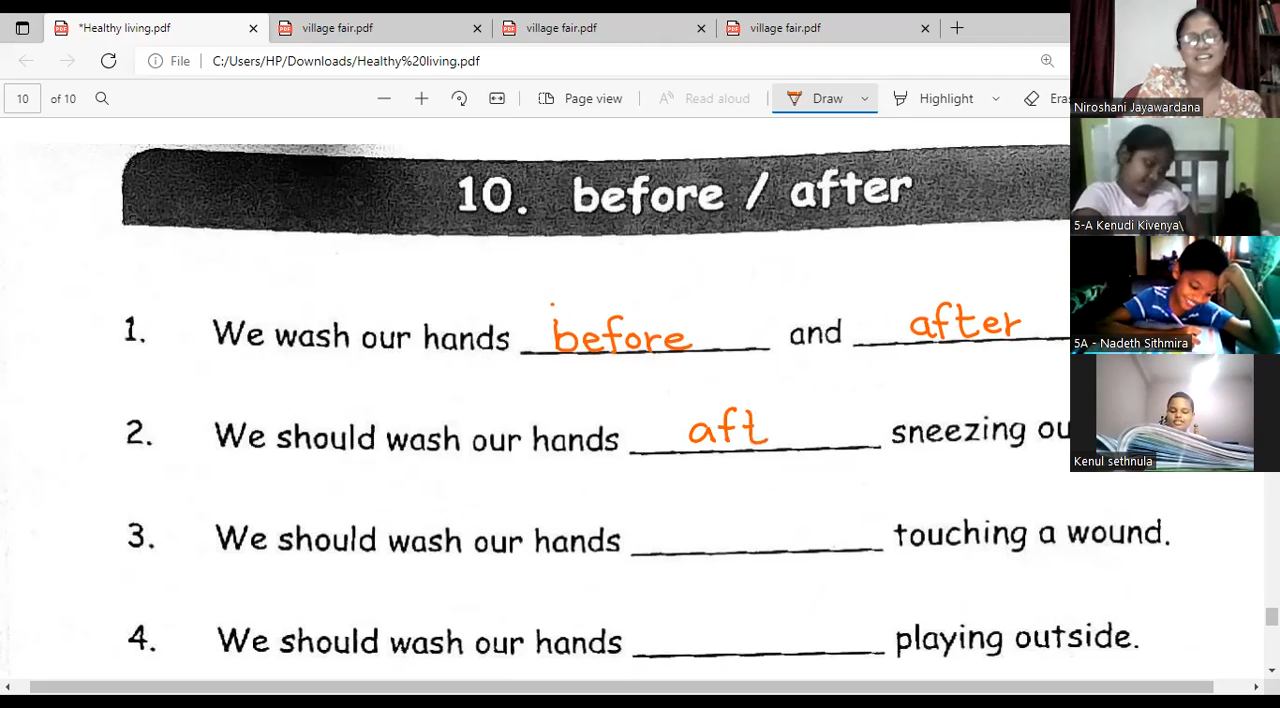 *Healthy living.pdf village fair.pdf village fair.pdf village fair.pdf
File C:/Users/HP/Downloads/Healthy%20living.pdf
10 of 10 Page view Read aloud Draw Highlight Eras
Niroshani Jayawardana
5-A Kenudi Kivenya\
5A - Nadeth Sithmira
Kenul sethnula
10. before / after
1. We wash our hands before and after
2. We should wash our hands aft sneezing ou
3. We should wash our hands ______ touching a wound.
4. We should wash our hands ______ playing outside.